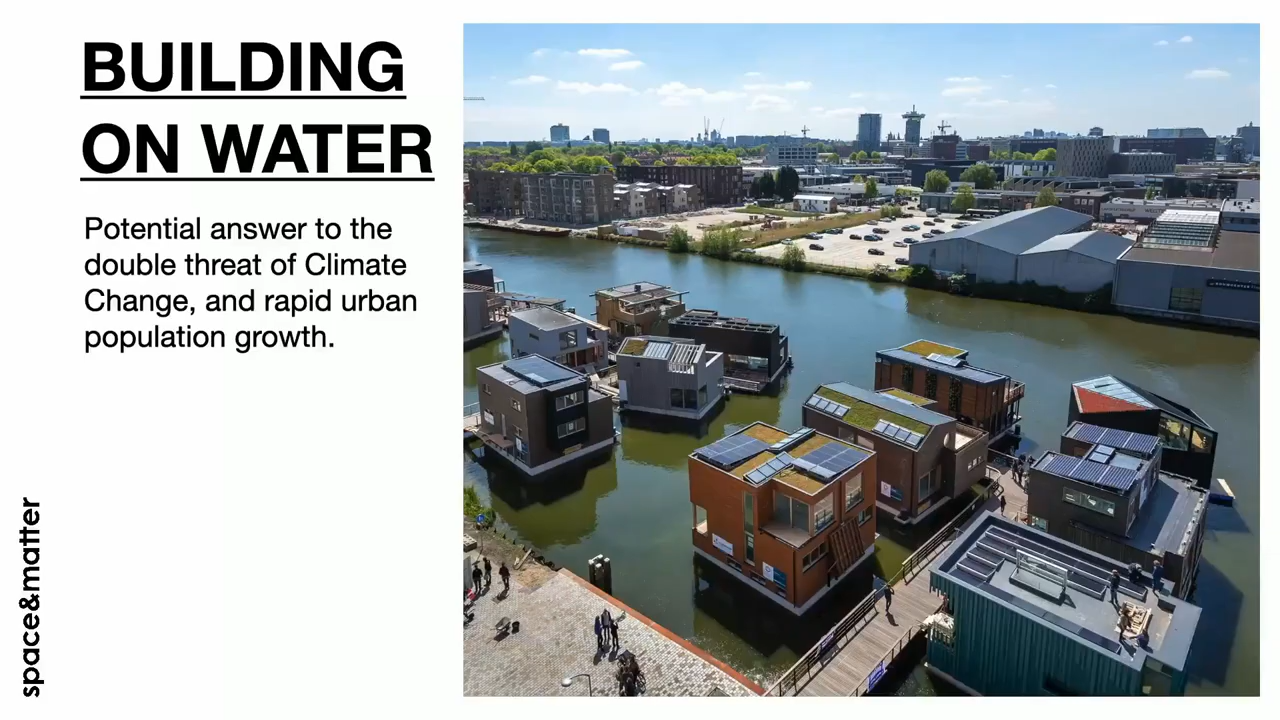 BUILDING
ON WATER
Potential answer to the
double threat of Climate
Change, and rapid urban
population growth.
space&matter